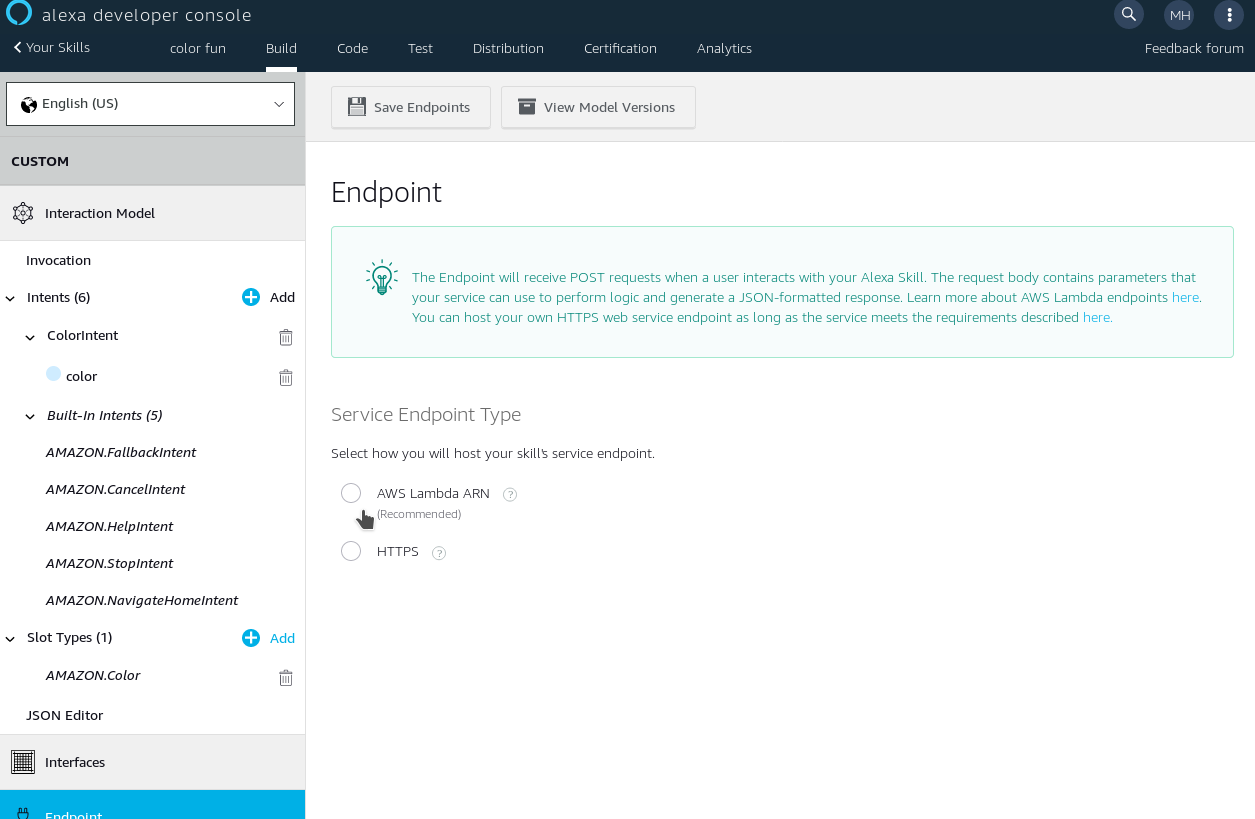 alexa developer console
MH
Your Skills
color fun
Build
Code
Test
Distribution
Certification
Analytics
Feedback forum
English (US)
CUSTOM
Interaction Model
Invocation
Intents (6)
Add
ColorIntent
color
Built-In Intents (5)
AMAZON.FallbackIntent
AMAZON.CancelIntent
AMAZON.HelpIntent
AMAZON.StopIntent
AMAZON.NavigateHomeIntent
Slot Types (1)
Add
AMAZON.Color
JSON Editor
Interfaces
Endpoint
Save Endpoints
View Model Versions
Endpoint
The Endpoint will receive POST requests when a user interacts with your Alexa Skill. The request body contains parameters that
your service can use to perform logic and generate a JSON-formatted response. Learn more about AWS Lambda endpoints here.
You can host your own HTTPS web service endpoint as long as the service meets the requirements described here.
Service Endpoint Type
Select how you will host your skill's service endpoint.
AWS Lambda ARN ?
(Recommended)
HTTPS ?